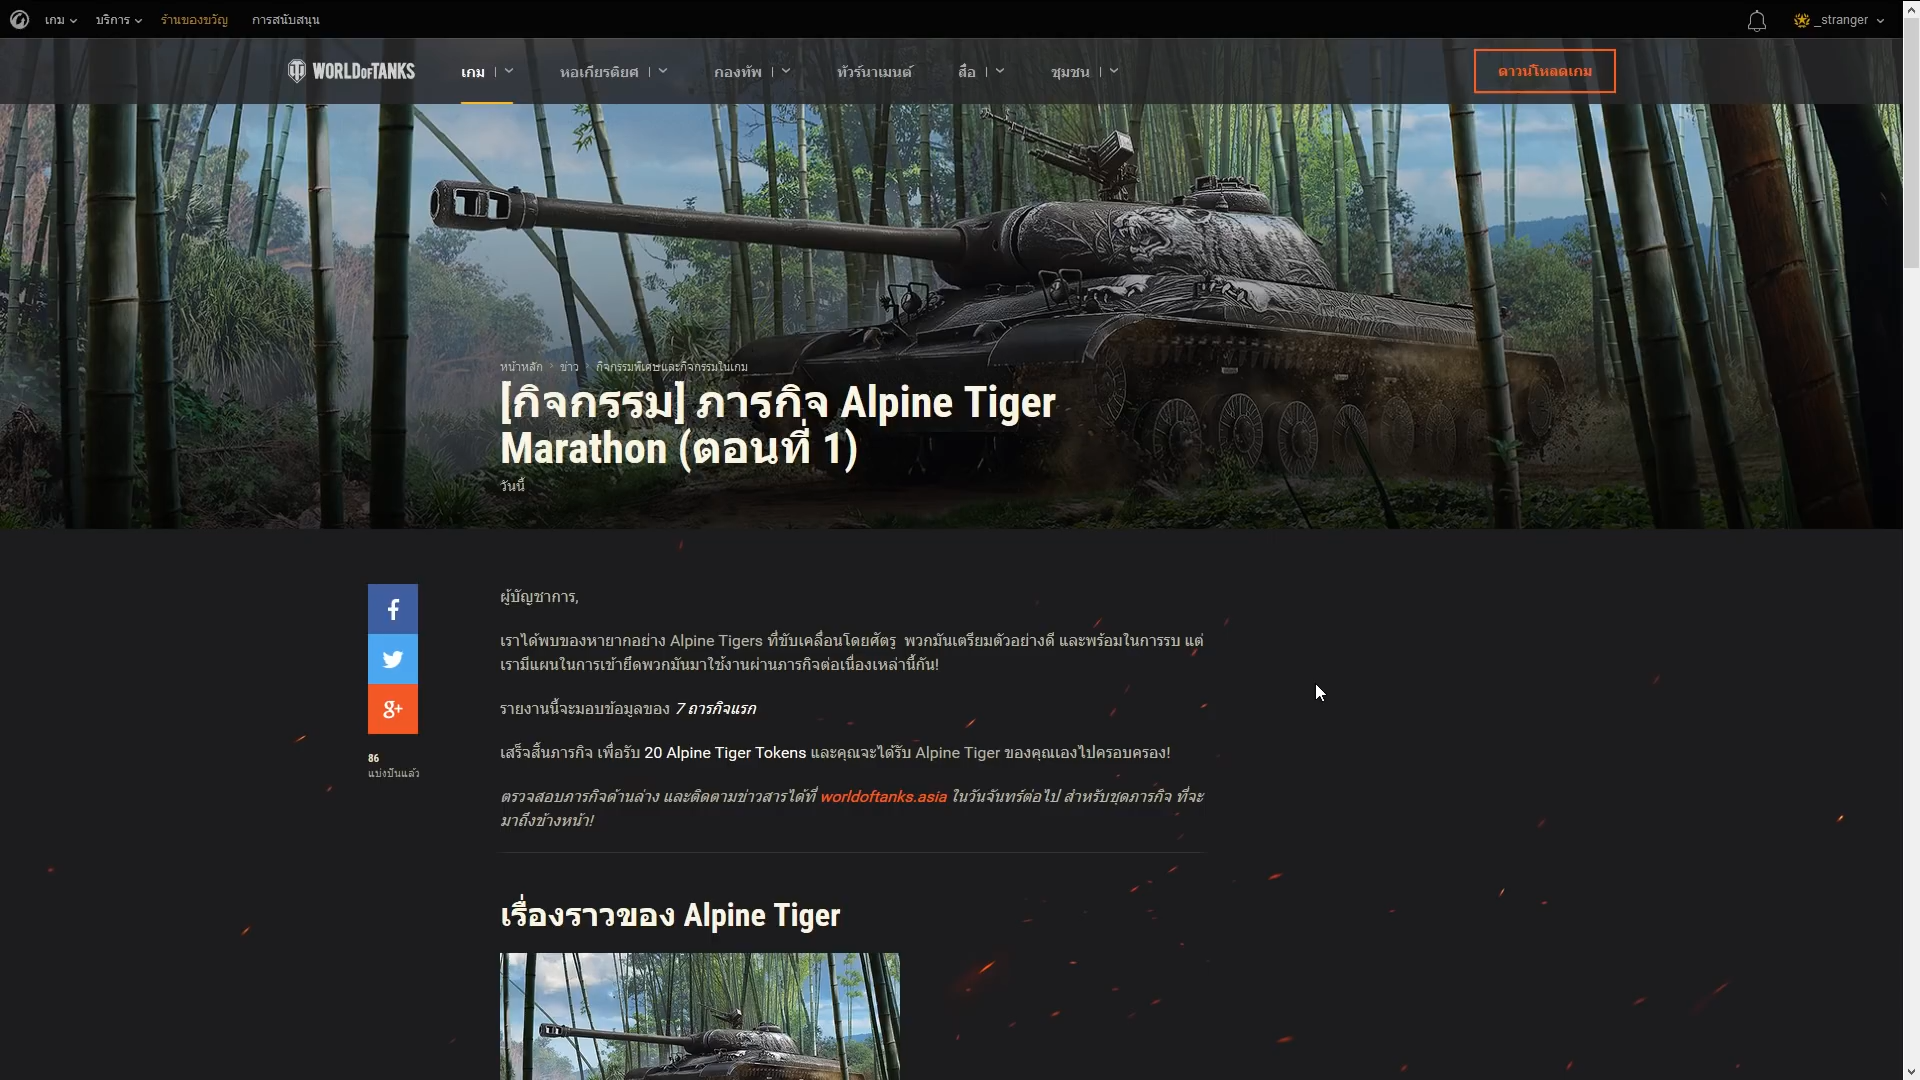 เกม บริการ ร้านของขวัญ การสนับสนุน _stranger
WORLD OF TANKS เกม หอเกียรติยศ กองทัพ ทัวร์นาเมนต์ สื่อ ชุมชน ดาวน์โหลดเกม
หน้าหลัก > ข่าว > กิจกรรมพิเศษและกิจกรรมในเกม
[กิจกรรม] ภารกิจ Alpine Tiger
Marathon (ตอนที่ 1)
วันนี้
ผู้บัญชาการ,
เราได้พบของหายากอย่าง Alpine Tigers ที่ขับเคลื่อนโดยศัตรู พวกมันเตรียมตัวอย่างดี และพร้อมในการรบ แต่
เรามีแผนในการเข้ายึดพวกมันมาใช้งานผ่านภารกิจต่อเนื่องเหล่านี้กัน!
รายงานนี้จะมอบข้อมูลของ 7 ถารกิจแรก
เสร็จสิ้นภารกิจ เพื่อรับ 20 Alpine Tiger Tokens และคุณจะได้รับ Alpine Tiger ของคุณเองไปครอบครอง!
86
แบ่งปันแล้ว
ตรวจสอบภารกิจด้านล่าง และติดตามข่าวสารได้ที่ worldoftanks.asia ในวันจันทร์ต่อไป สำหรับชุดภารกิจ ที่จะ
มาถึงข้างหน้า!
เรื่องราวของ Alpine Tiger